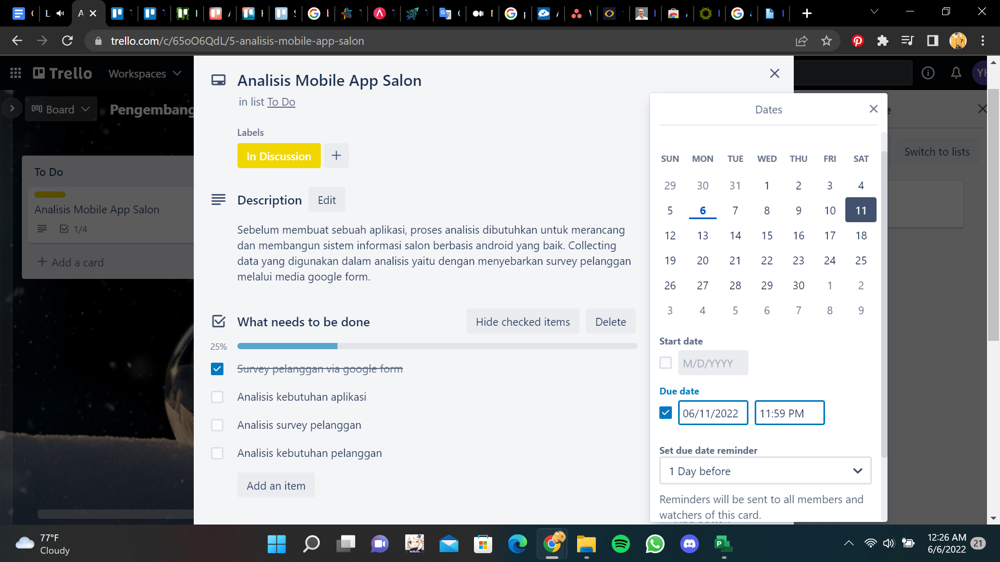 trello.com/c/65oO6QdL/5-analisis-mobile-app-salon
Trello
Workspaces
Board
Pengembang
Switch to lists
To Do
Analisis Mobile App Salon
1/4
+ Add a card
Analisis Mobile App Salon
in list To Do
Labels
In Discussion
+
Description
Edit
Sebelum membuat sebuah aplikasi, proses analisis dibutuhkan untuk merancang
dan membangun sistem informasi salon berbasis android yang baik. Collecting
data yang digunakan dalam analisis yaitu dengan menyebarkan survey pelanggan
melalui media google form.
What needs to be done
Hide checked items
Delete
25%
Survey pelanggan via google form
Analisis kebutuhan aplikasi
Analisis survey pelanggan
Analisis kebutuhan pelanggan
Add an item
Dates
SUN MON TUE WED THU FRI SAT
29 30 31 1 2 3 4
5 6 7 8 9 10 11
12 13 14 15 16 17 18
19 20 21 22 23 24 25
26 27 28 29 30 1 2
3 4 5 6 7 8 9
Start date
M/D/YYYY
Due date
06/11/2022
11:59 PM
Set due date reminder
1 Day before
Reminders will be sent to all members and
watchers of this card.
77°F
Cloudy
12:26 AM
6/6/2022
21